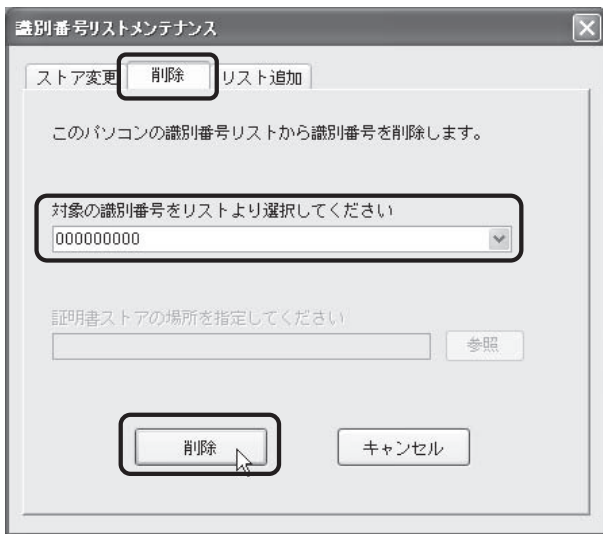 識別番号リストメンテナンス
ストア変更 削除 リスト追加
このパソコンの識別番号リストから識別番号を削除します。
対象の識別番号をリストより選択してください
000000000
証明書ストアの場所を指定してください
参照
削除 キャンセル